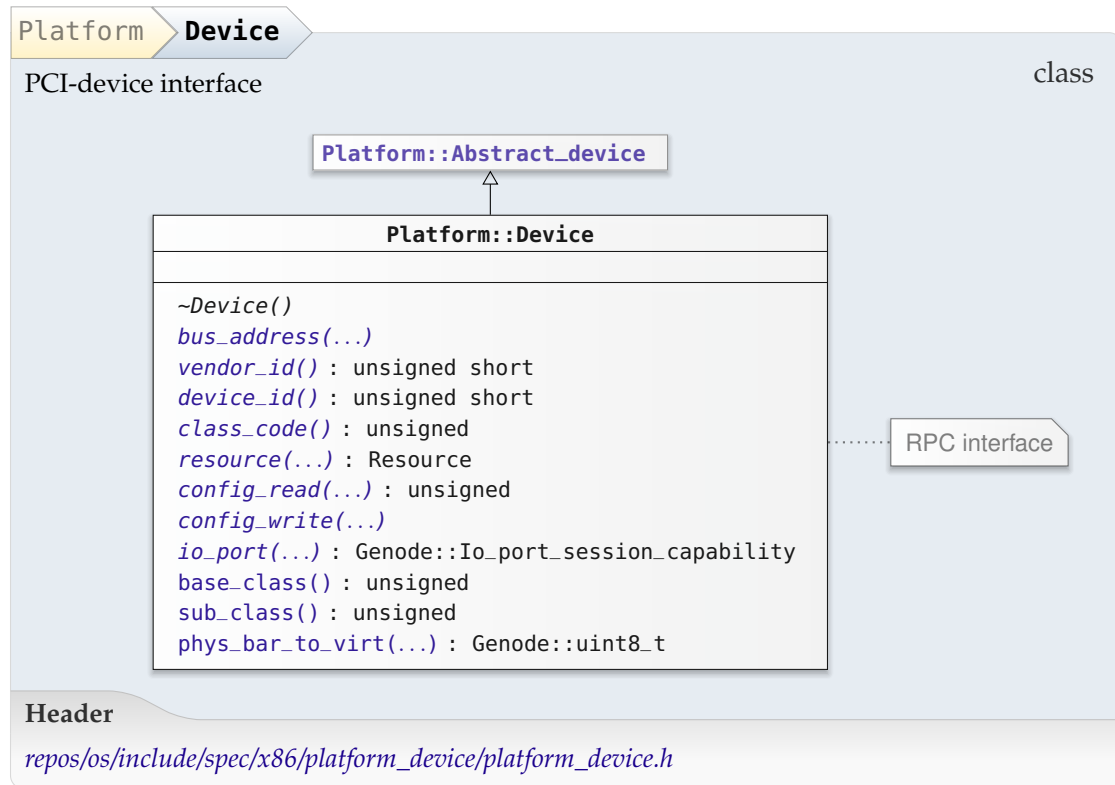 Platform Device
class
PCI-device interface
Platform::Abstract_device
Platform::Device
~Device()
bus_address(...)
vendor_id() : unsigned short
device_id() : unsigned short
class_code() : unsigned
resource(...) : Resource
config_read(...) : unsigned
config_write(...)
io_port(...) : Genode::Io_port_session_capability
base_class() : unsigned
sub_class() : unsigned
phys_bar_to_virt(...) : Genode::uint8_t
RPC interface
Header
repos/os/include/spec/x86/platform_device/platform_device.h